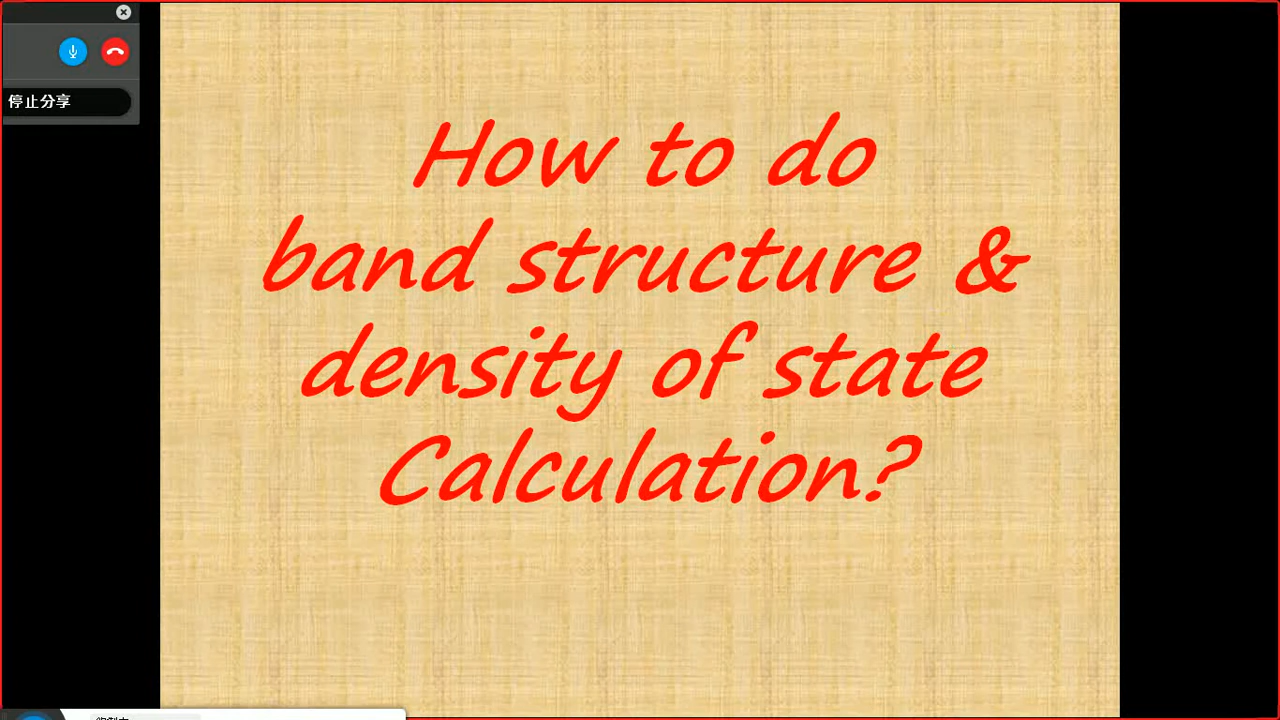 停止分享
How to do
band structure &
density of state
Calculation?